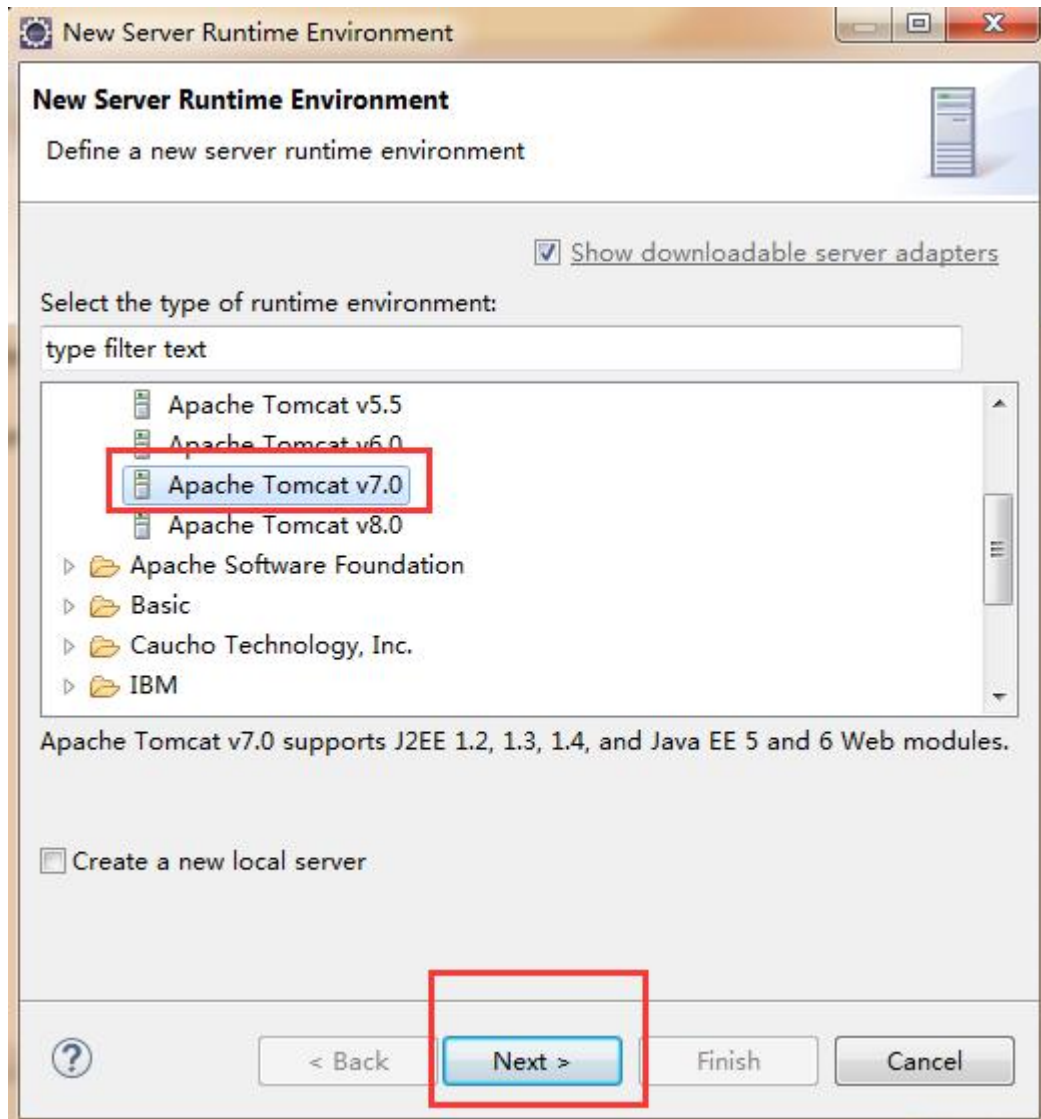 New Server Runtime Environment
New Server Runtime Environment
Define a new server runtime environment
Show downloadable server adapters
Select the type of runtime environment:
type filter text
Apache Tomcat v5.5
Apache Tomcat v6.0
Apache Tomcat v7.0
Apache Tomcat v8.0
Apache Software Foundation
Basic
Caucho Technology, Inc.
IBM
Apache Tomcat v7.0 supports J2EE 1.2, 1.3, 1.4, and Java EE 5 and 6 Web modules.
Create a new local server
? < Back Next > Finish Cancel